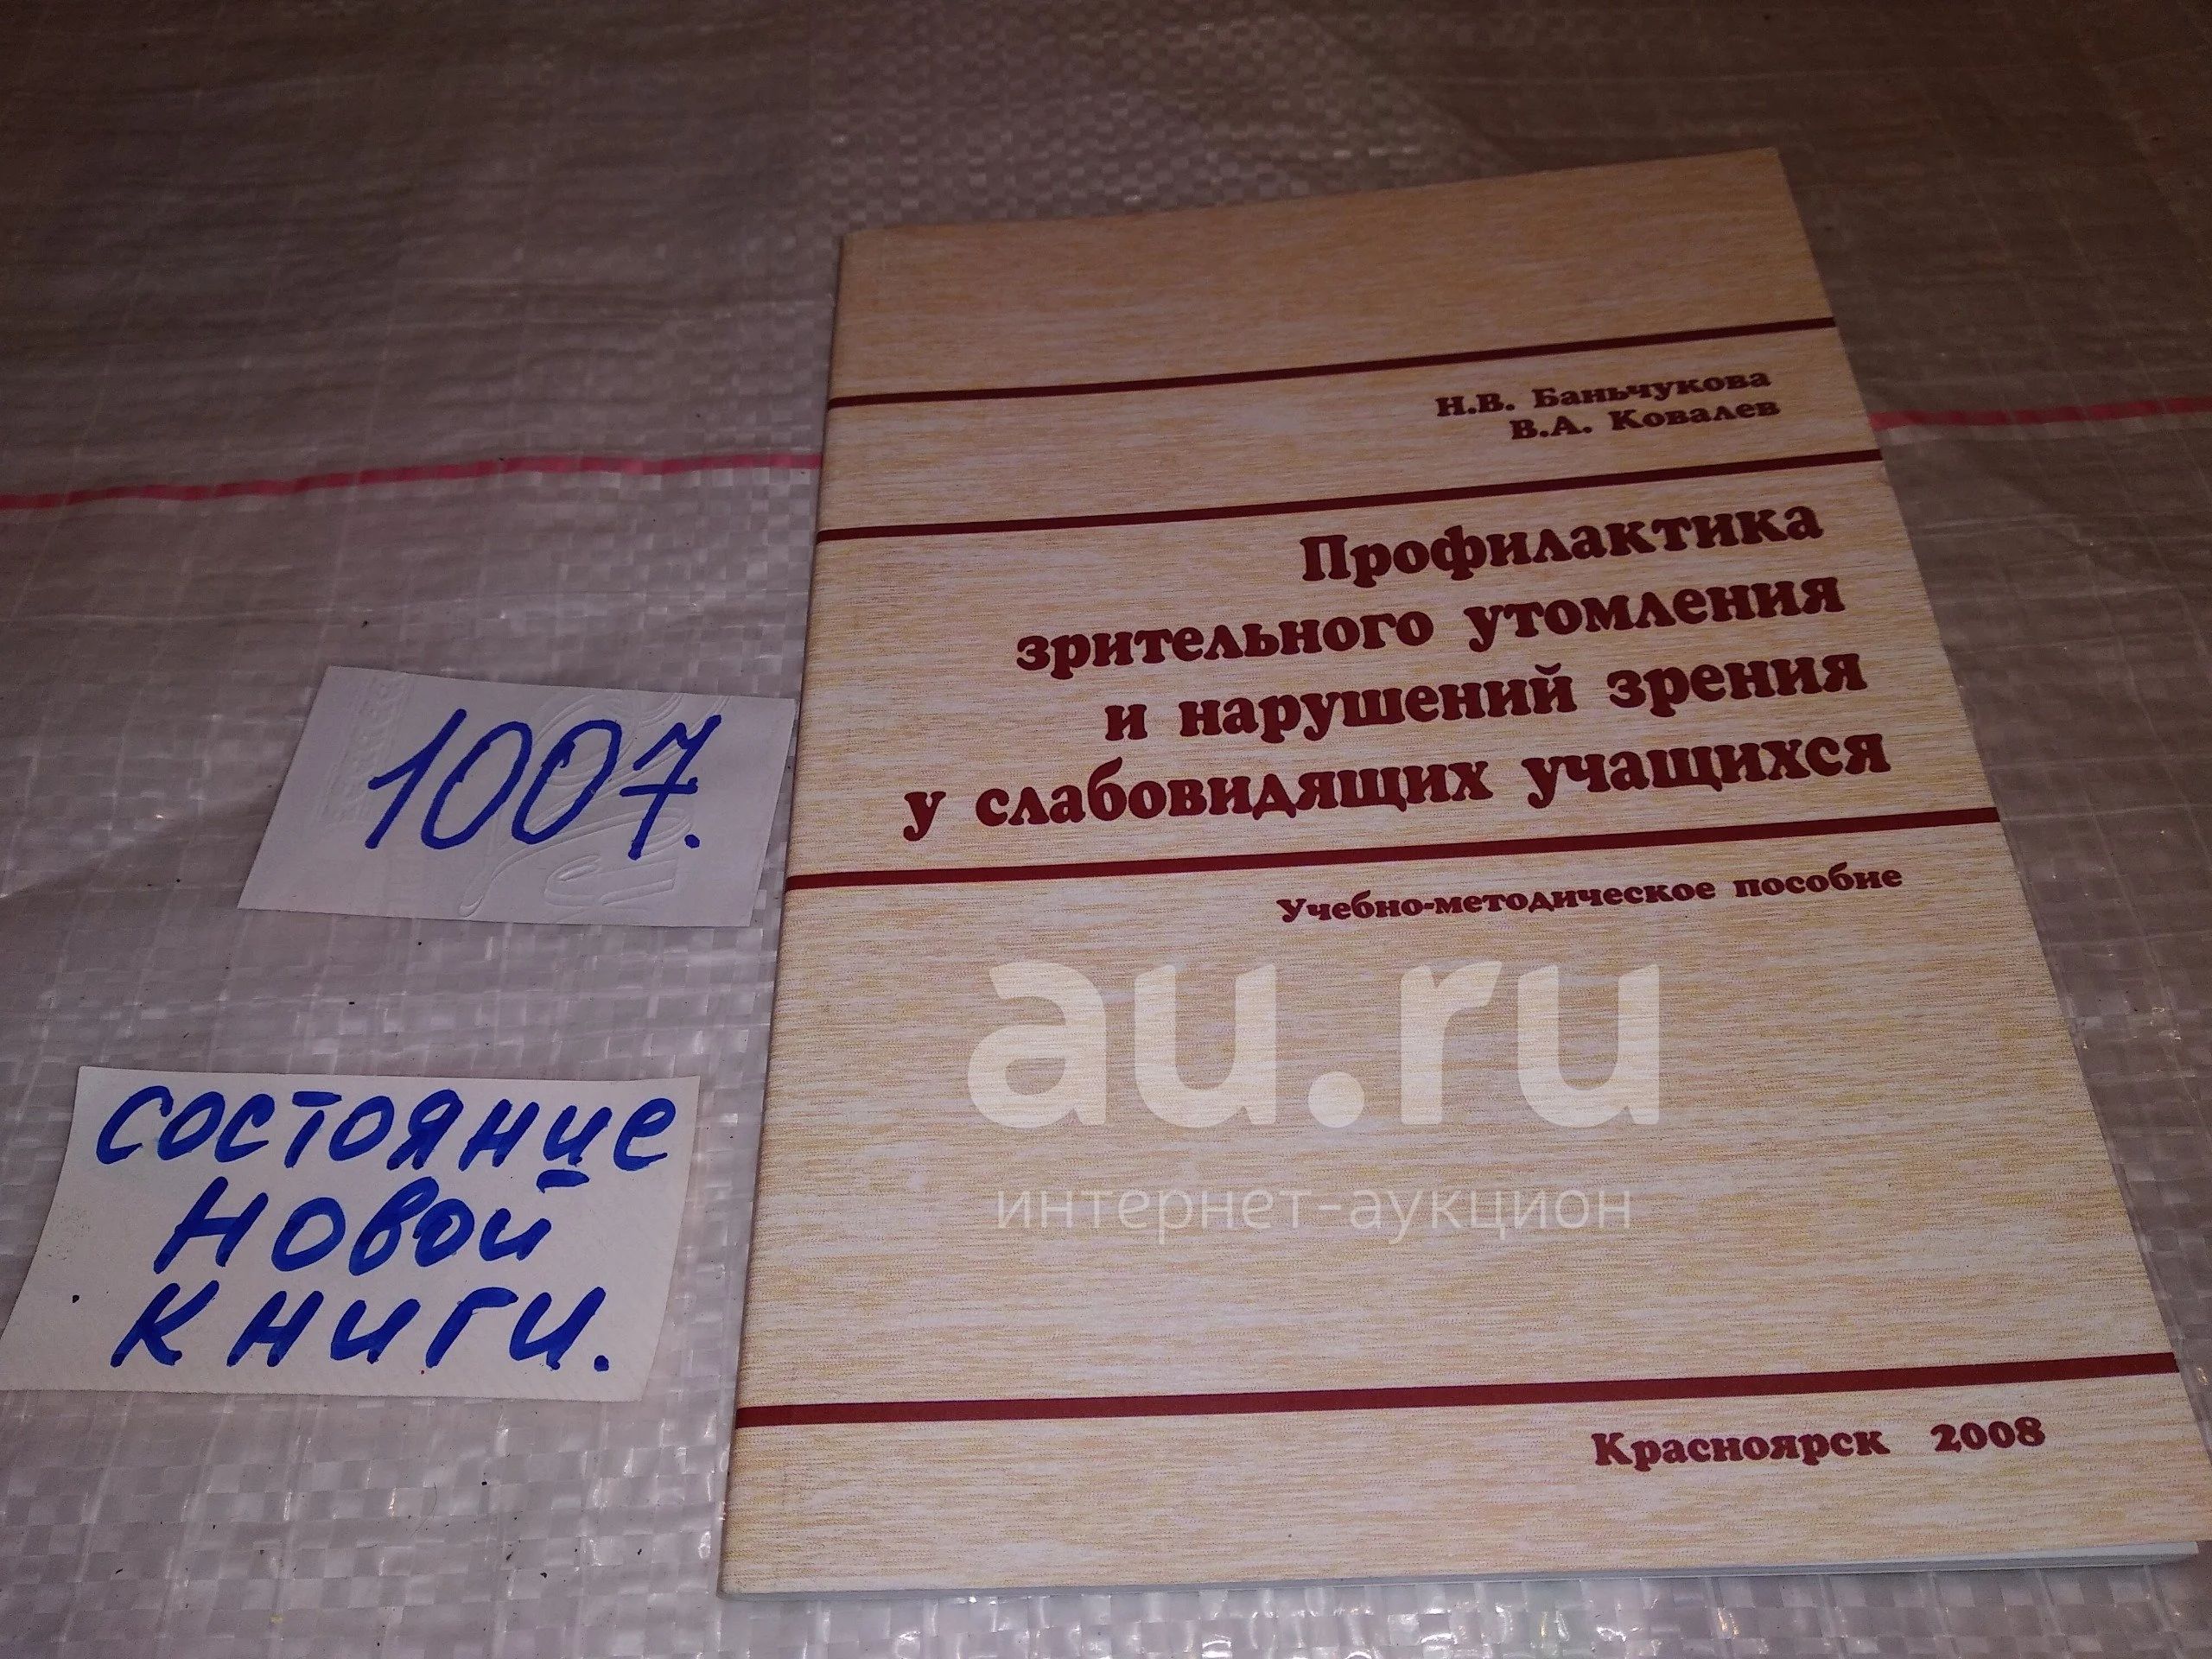 Н.В. Баньчукова
В.А. Ковалев
Профилактика
зрительного утомления
и нарушений зрения
у слабовидящих учащихся
Учебно-методическое пособие
au.ru
интернет-аукцион
Красноярск 2008
1007.
состояние
новой
книги.